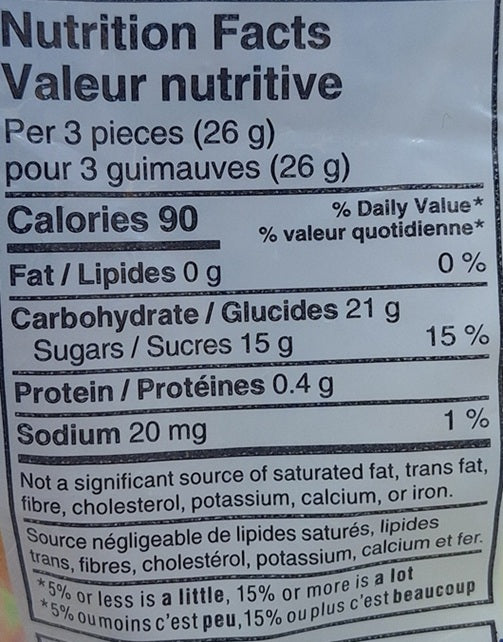 Nutrition Facts
Valeur nutritive
Per 3 pieces (26 g)
pour 3 guimauves (26 g)
Calories 90
% Daily Value*
% valeur quotidienne*
Fat / Lipides 0 g 0 %
Carbohydrate / Glucides 21 g
Sugars / Sucres 15 g 15 %
Protein / Protéines 0.4 g
Sodium 20 mg 1 %
Not a significant source of saturated fat, trans fat,
fibre, cholesterol, potassium, calcium, or iron.
Source négligeable de lipides saturés, lipides
trans, fibres, cholestérol, potassium, calcium et fer.
*5% or less is a little, 15% or more is a lot
*5% ou moins c'est peu, 15% ou plus c'est beaucoup